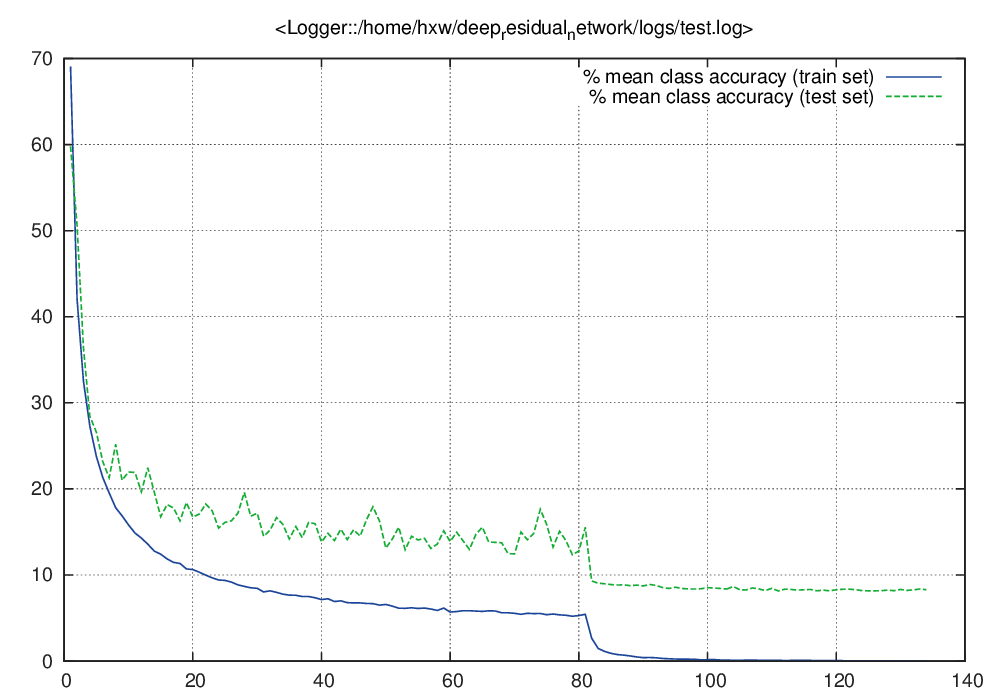 <Logger::/home/hxw/deepresidualnetwork/logs/test.log>
% mean class accuracy (train set)
% mean class accuracy (test set)
70
60
50
40
30
20
10
0
0 20 40 60 80 100 120 140